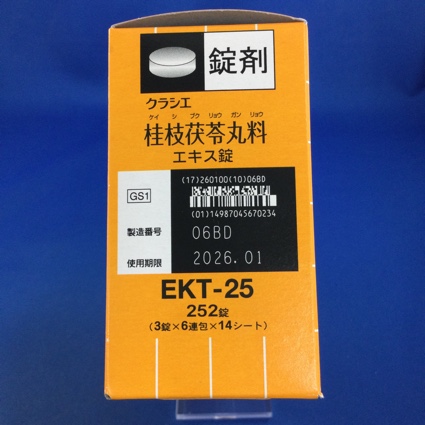 錠剤
クラシエ
ケイ シ ブク リョウ ガン リョウ
桂枝茯苓丸料
エキス錠
(17)260100(10)06BD
GS1
(01)14987045670234
製造番号 06BD
使用期限 2026.01
EKT-25
252錠
(3錠×6連包×14シート)